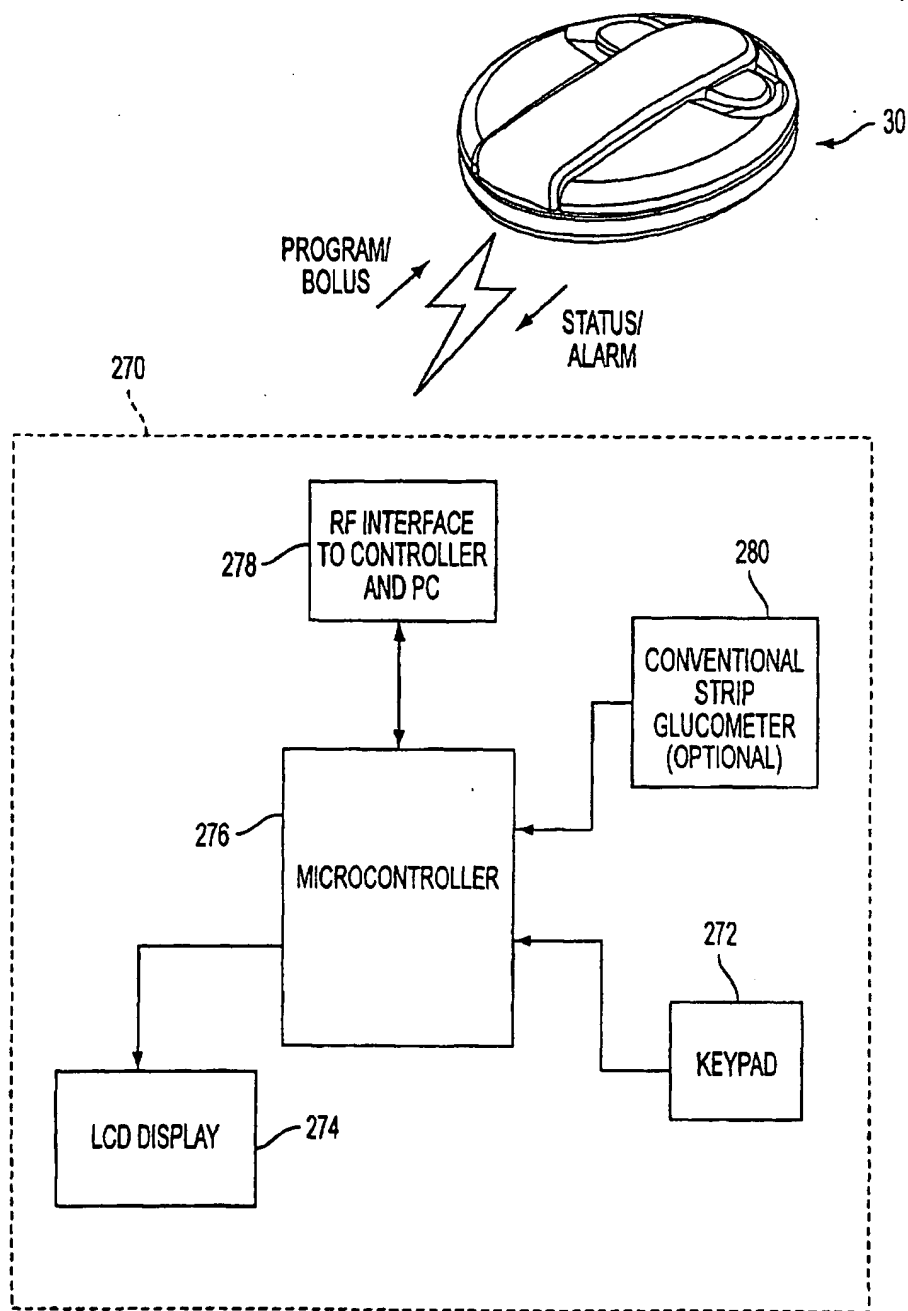 30
PROGRAM/
BOLUS
STATUS/
ALARM
270
RF INTERFACE
TO CONTROLLER
AND PC
278
280
CONVENTIONAL
STRIP
GLUCOMETER
(OPTIONAL)
276
MICROCONTROLLER
272
KEYPAD
LCD DISPLAY
274